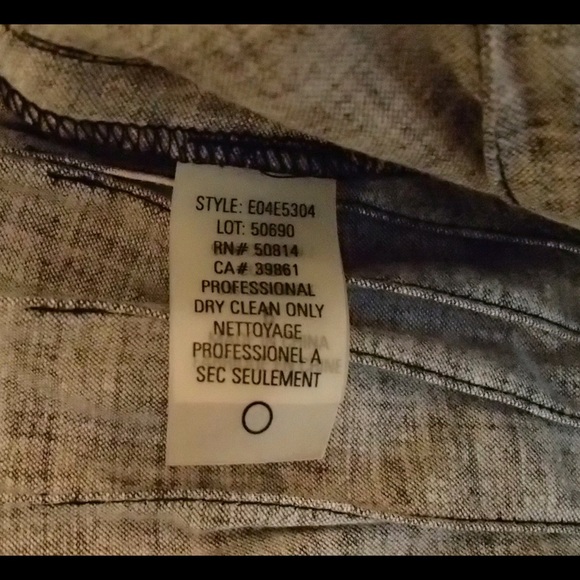 STYLE: E04E5304
LOT: 50690
RN# 50814
CA# 39861
PROFESSIONAL
DRY CLEAN ONLY
NETTOYAGE
PROFESSIONEL A
SEC SEULEMENT